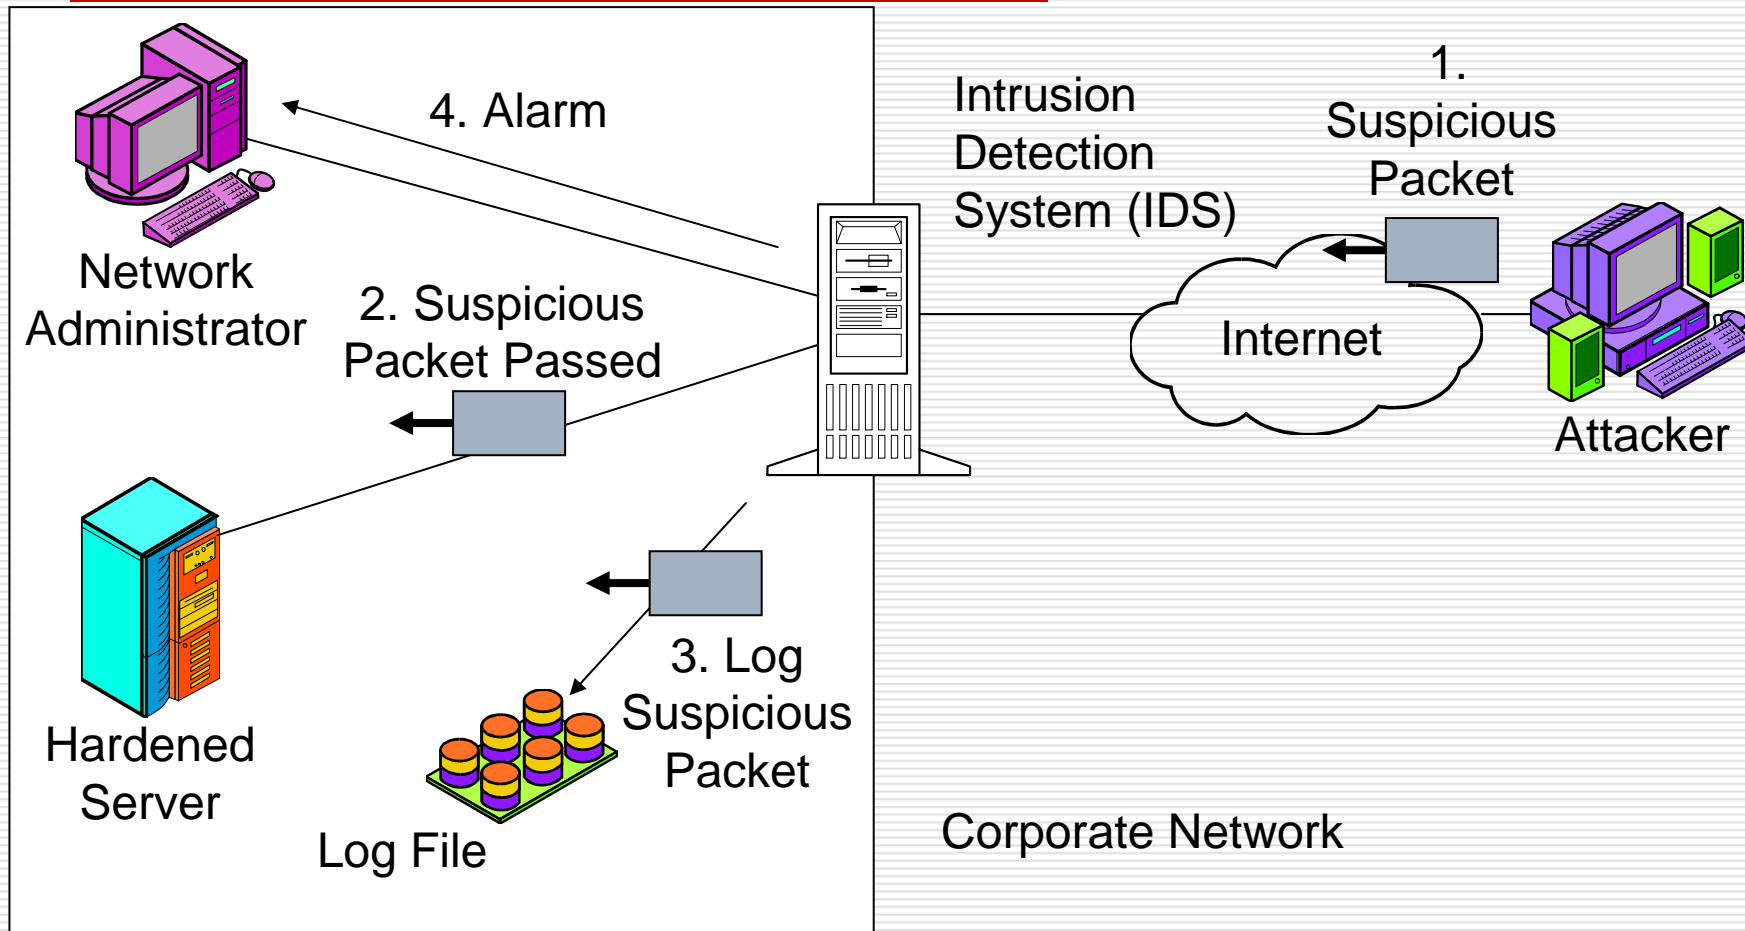 4. Alarm
Intrusion
Detection
System (IDS)
1.
Suspicious
Packet
Network
Administrator
2. Suspicious
Packet Passed
Internet
Attacker
3. Log
Suspicious
Packet
Hardened
Server
Log File
Corporate Network